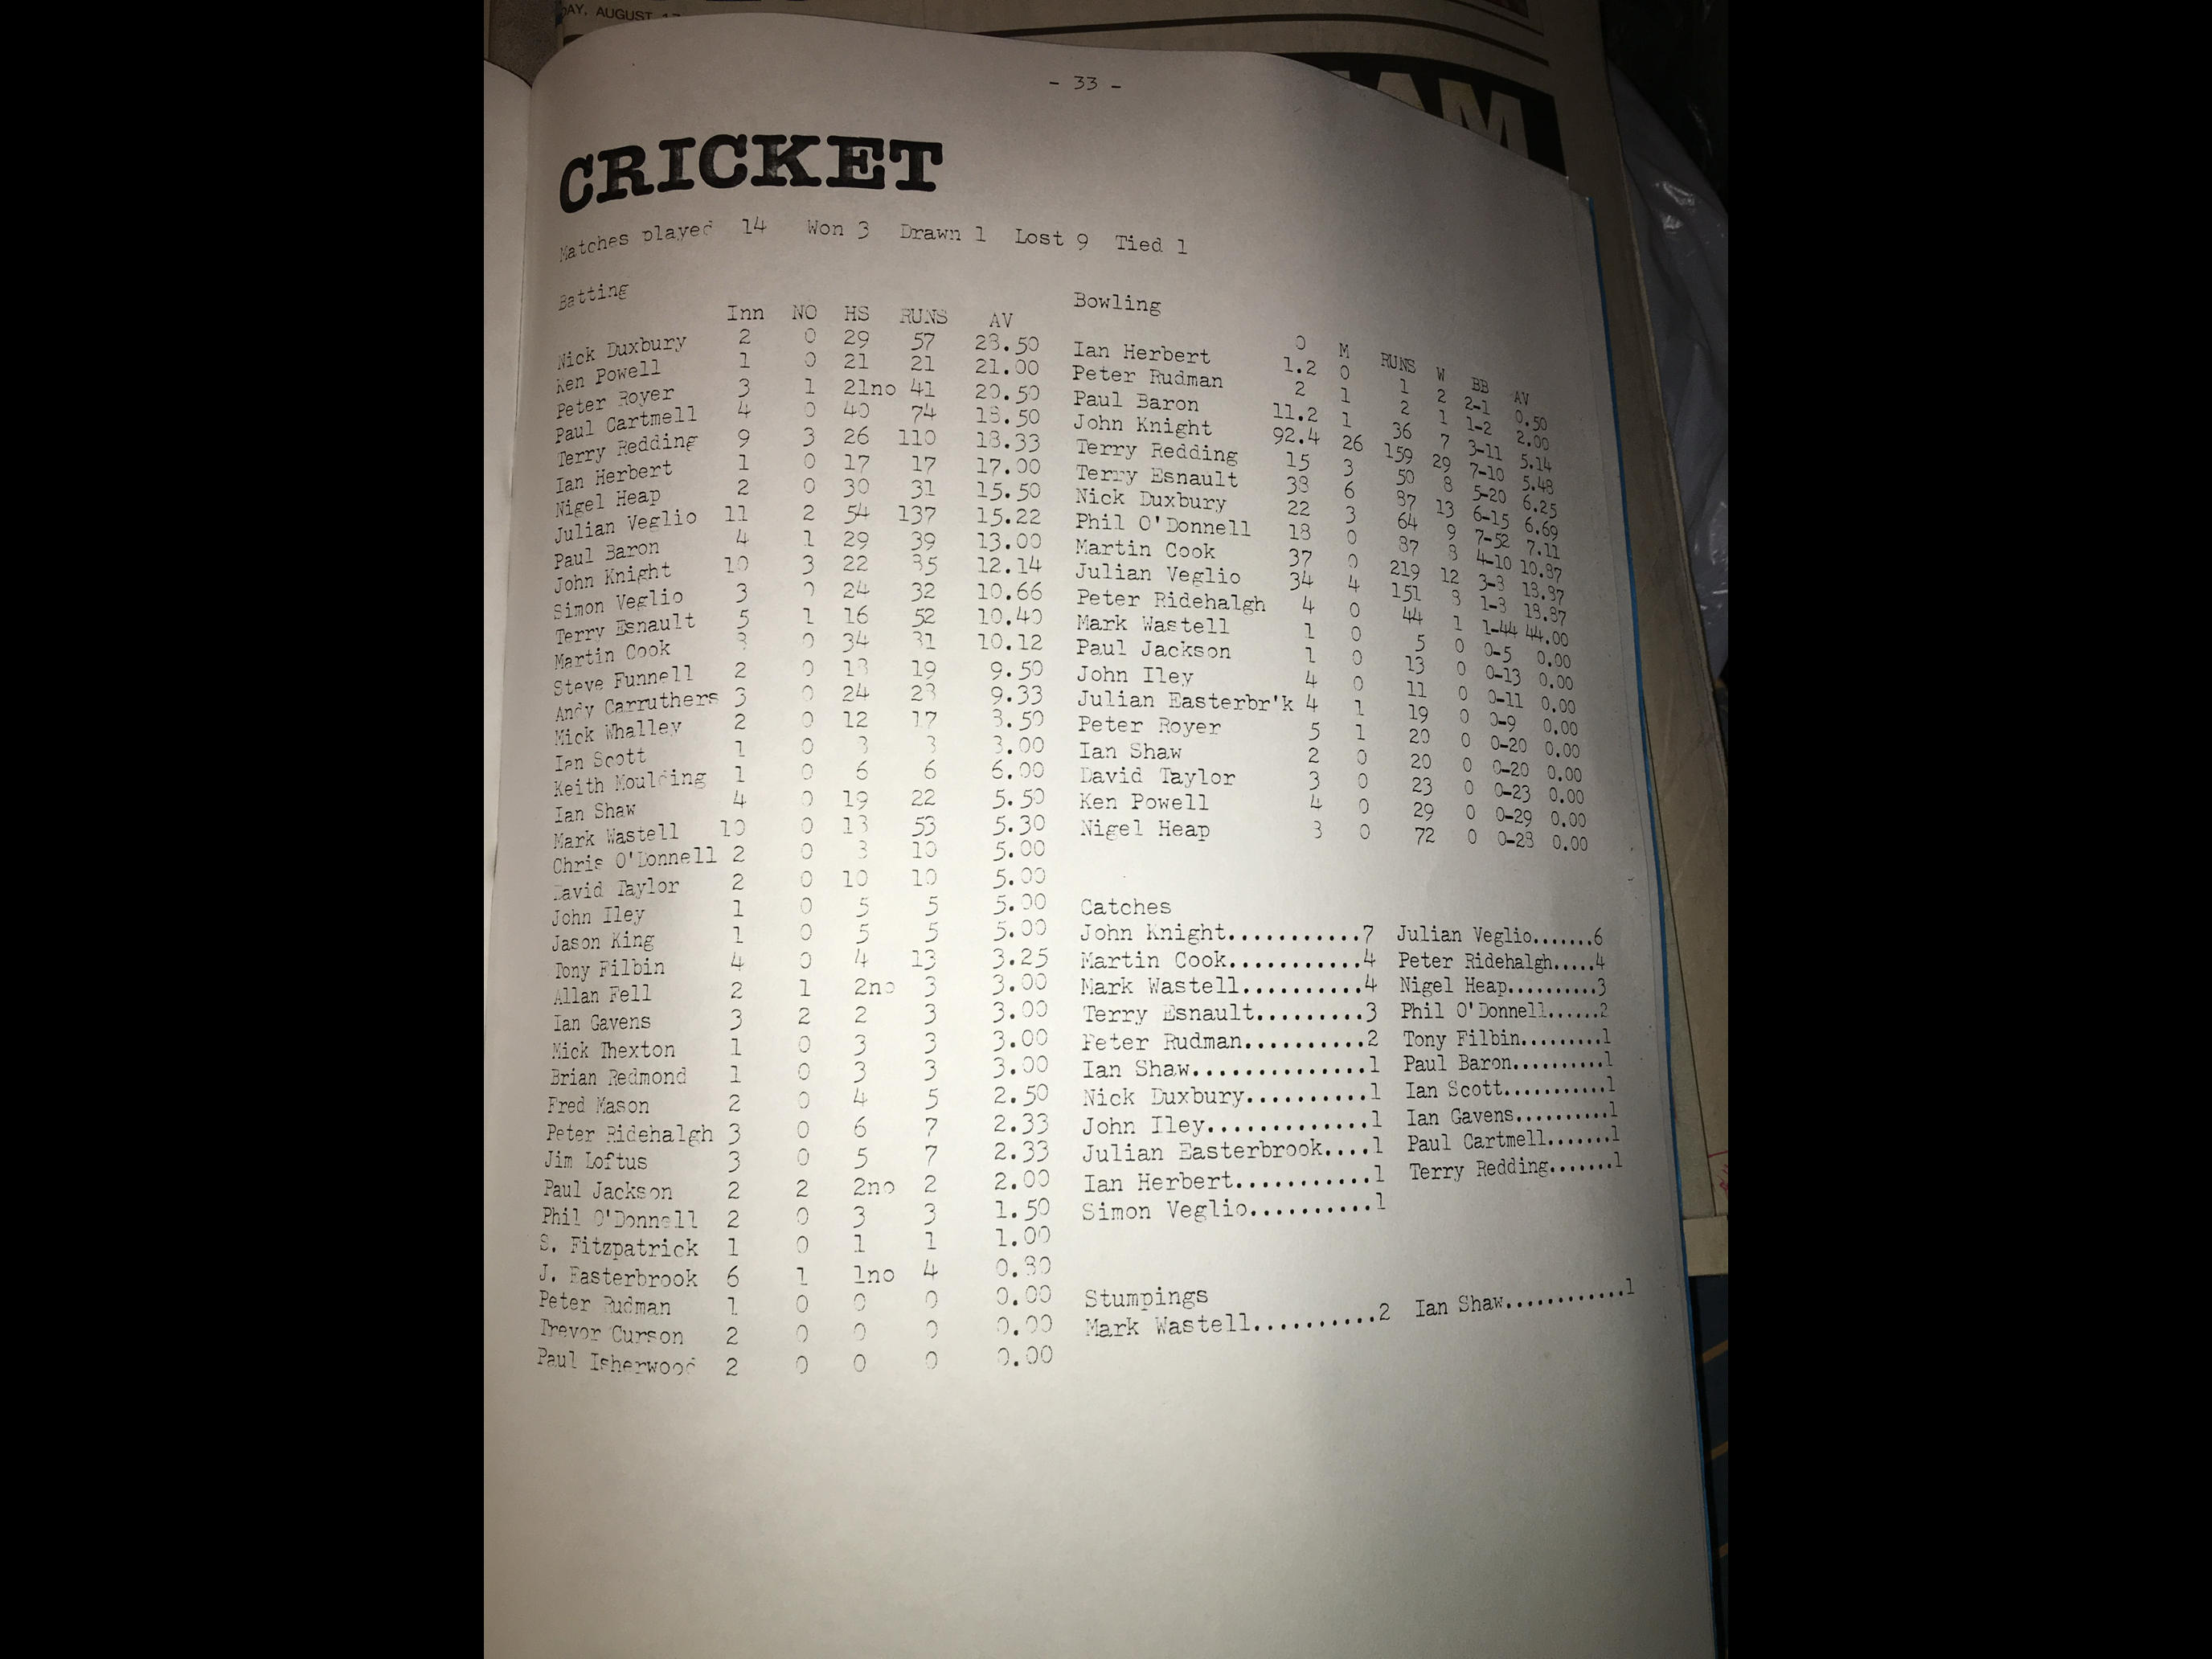 DAY, AUGUST
AM
- 33 -
CRICKET
Matches played 14 Won 3 Drawn 1 Lost 9 Tied 1
Batting
Inn NO HS RUNS AV
Nick Duxbury 2 0 29 57 28.50
Ken Powell 1 0 21 21 21.00
Peter Royer 3 1 21no 41 20.50
Paul Cartmell 4 0 40 74 18.50
Terry Redding 9 3 26 110 18.33
Ian Herbert 1 0 17 17 17.00
Nigel Heap 2 0 30 31 15.50
Julian Veglio 11 2 54 137 15.22
Paul Baron 4 1 29 39 13.00
John Knight 10 3 22 85 12.14
Simon Veglio 3 0 24 32 10.66
Terry Esnault 5 1 16 52 10.40
Martin Cook 8 0 34 81 10.12
Steve Funnell 2 0 18 19 9.50
Andy Carruthers 3 0 24 28 9.33
Mick Whalley 2 0 12 17 8.50
Ian Scott 1 0 8 8 8.00
Keith Moulding 1 0 6 6 6.00
Ian Shaw 4 0 19 22 5.50
Mark Wastell 10 0 18 53 5.30
Chris O'Donnell 2 0 8 10 5.00
David Taylor 2 0 10 10 5.00
John Iley 1 0 5 5 5.00
Jason King 1 0 5 5 5.00
Tony Filbin 4 0 4 13 3.25
Allan Fell 2 1 2no 3 3.00
Ian Gavens 3 2 2 3 3.00
Mick Thexton 1 0 3 3 3.00
Brian Redmond 1 0 3 3 3.00
Fred Mason 2 0 4 5 2.50
Peter Ridehalgh 3 0 6 7 2.33
Jim Loftus 3 0 5 7 2.33
Paul Jackson 2 2 2no 2 2.00
Phil O'Donnell 2 0 3 3 1.50
S. Fitzpatrick 1 0 1 1 1.00
J. Easterbrook 6 1 1no 4 0.80
Peter Rudman 1 0 0 0 0.00
Trevor Curson 2 0 0 0 0.00
Paul Isherwood 2 0 0 0 0.00
Bowling
O M RUNS W BB AV
Ian Herbert 1.2 0 1 2 2-1 0.50
Peter Rudman 2 1 2 1 1-2 2.00
Paul Baron 11.2 1 36 7 3-11 5.14
John Knight 92.4 26 159 29 7-10 5.48
Terry Redding 15 3 50 8 5-20 6.25
Terry Esnault 38 6 87 13 6-15 6.69
Nick Duxbury 22 3 64 9 7-52 7.11
Phil O'Donnell 18 0 87 8 4-10 10.87
Martin Cook 37 0 219 12 3-8 18.87
Julian Veglio 34 4 151 8 1-8 18.87
Peter Ridehalgh 4 0 44 1 1-44 44.00
Mark Wastell 1 0 5 0 0-5 0.00
Paul Jackson 1 0 13 0 0-13 0.00
John Iley 4 0 11 0 0-11 0.00
Julian Easterbr'k 4 1 19 0 0-9 0.00
Peter Royer 5 1 20 0 0-20 0.00
Ian Shaw 2 0 20 0 0-20 0.00
David Taylor 3 0 23 0 0-23 0.00
Ken Powell 4 0 29 0 0-29 0.00
Nigel Heap 8 0 72 0 0-28 0.00
Catches
John Knight...........7 Julian Veglio.......6
Martin Cook...........4 Peter Ridehalgh.....4
Mark Wastell..........4 Nigel Heap..........3
Terry Esnault.........3 Phil O'Donnell......2
Peter Rudman..........2 Tony Filbin.........1
Ian Shaw..............1 Paul Baron..........1
Nick Duxbury..........1 Ian Scott...........1
John Iley.............1 Ian Gavens..........1
Julian Easterbrook....1 Paul Cartmell.......1
Ian Herbert...........1 Terry Redding.......1
Simon Veglio..........1
Stumpings
Mark Wastell..........2 Ian Shaw............1